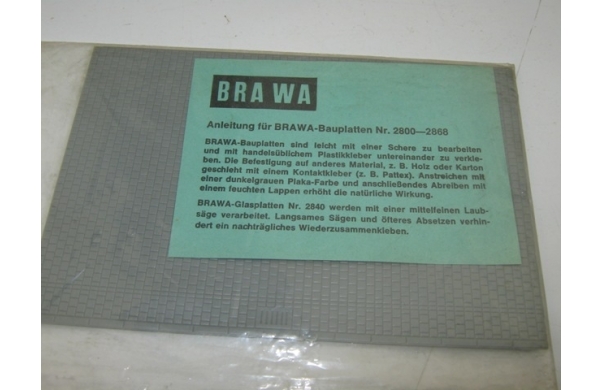 BRAWA
Anleitung für BRAWA-Bauplatten Nr. 2800—2868
BRAWA-Bauplatten sind leicht mit einer Schere zu bearbeiten
und mit handelsüblichem Plastikkleber untereinander zu verkle-
ben. Die Befestigung auf anderes Material, z. B. Holz oder Karton
geschieht mit einem Kontaktkleber (z. B. Pattex). Anstreichen mit
einer dunkelgrauen Plaka-Farbe und anschließendes Abreiben mit
einem feuchten Lappen erhöht die natürliche Wirkung.
BRAWA-Glasplatten Nr. 2840 werden mit einer mittelfeinen Laub-
säge verarbeitet. Langsames Sägen und öfteres Absetzen verhin-
dert ein nachträgliches Wiederzusammenkleben.